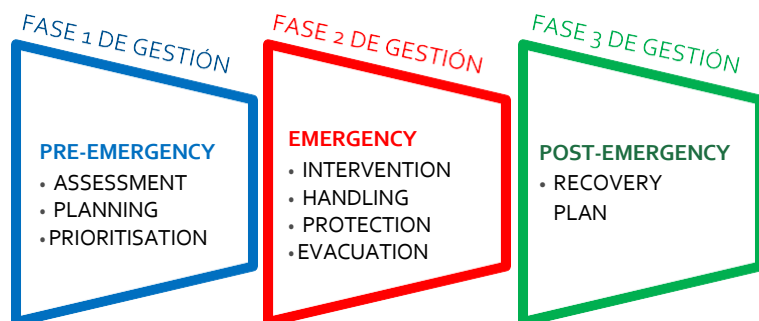 FASE 1 DE GESTIÓN
PRE-EMERGENCY
• ASSESSMENT
• PLANNING
• PRIORITISATION
FASE 2 DE GESTIÓN
EMERGENCY
• INTERVENTION
• HANDLING
• PROTECTION
• EVACUATION
FASE 3 DE GESTIÓN
POST-EMERGENCY
• RECOVERY
PLAN